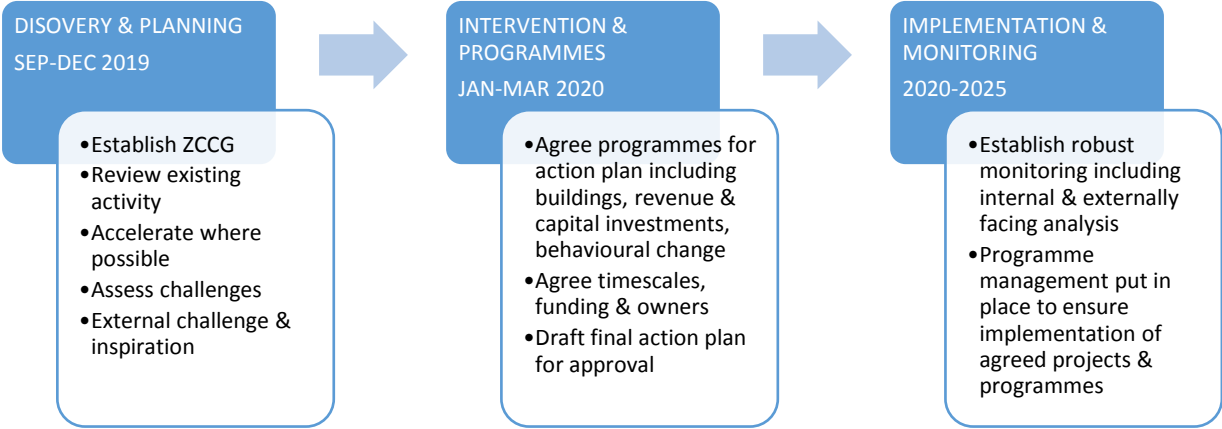 DISOVERY & PLANNING
SEP-DEC 2019
•Establish ZCCG
•Review existing
activity
•Accelerate where
possible
•Assess challenges
•External challenge &
inspiration
INTERVENTION &
PROGRAMMES
JAN-MAR 2020
•Agree programmes for
action plan including
buildings, revenue &
capital investments,
behavioural change
•Agree timescales,
funding & owners
•Draft final action plan
for approval
IMPLEMENTATION &
MONITORING
2020-2025
•Establish robust
monitoring including
internal & externally
facing analysis
•Programme
management put in
place to ensure
implementation of
agreed projects &
programmes